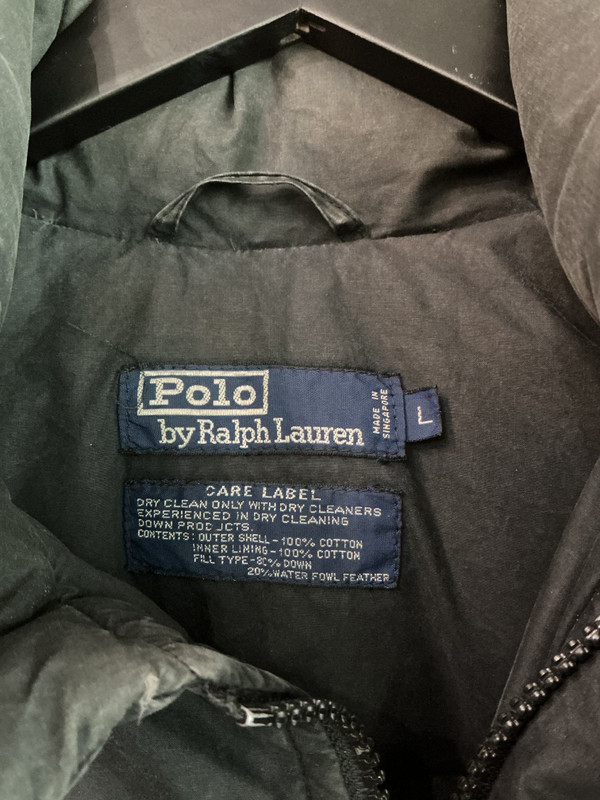 Polo
by Ralph Lauren
MADE IN
SINGAPORE
L
CARE LABEL
DRY CLEAN ONLY WITH DRY CLEANERS
EXPERIENCED IN DRY CLEANING
DOWN PRODUCTS.
CONTENTS: OUTER SHELL-100% COTTON
INNER LINING-100% COTTON
FILL TYPE-80% DOWN
20% WATER FOWL FEATHER